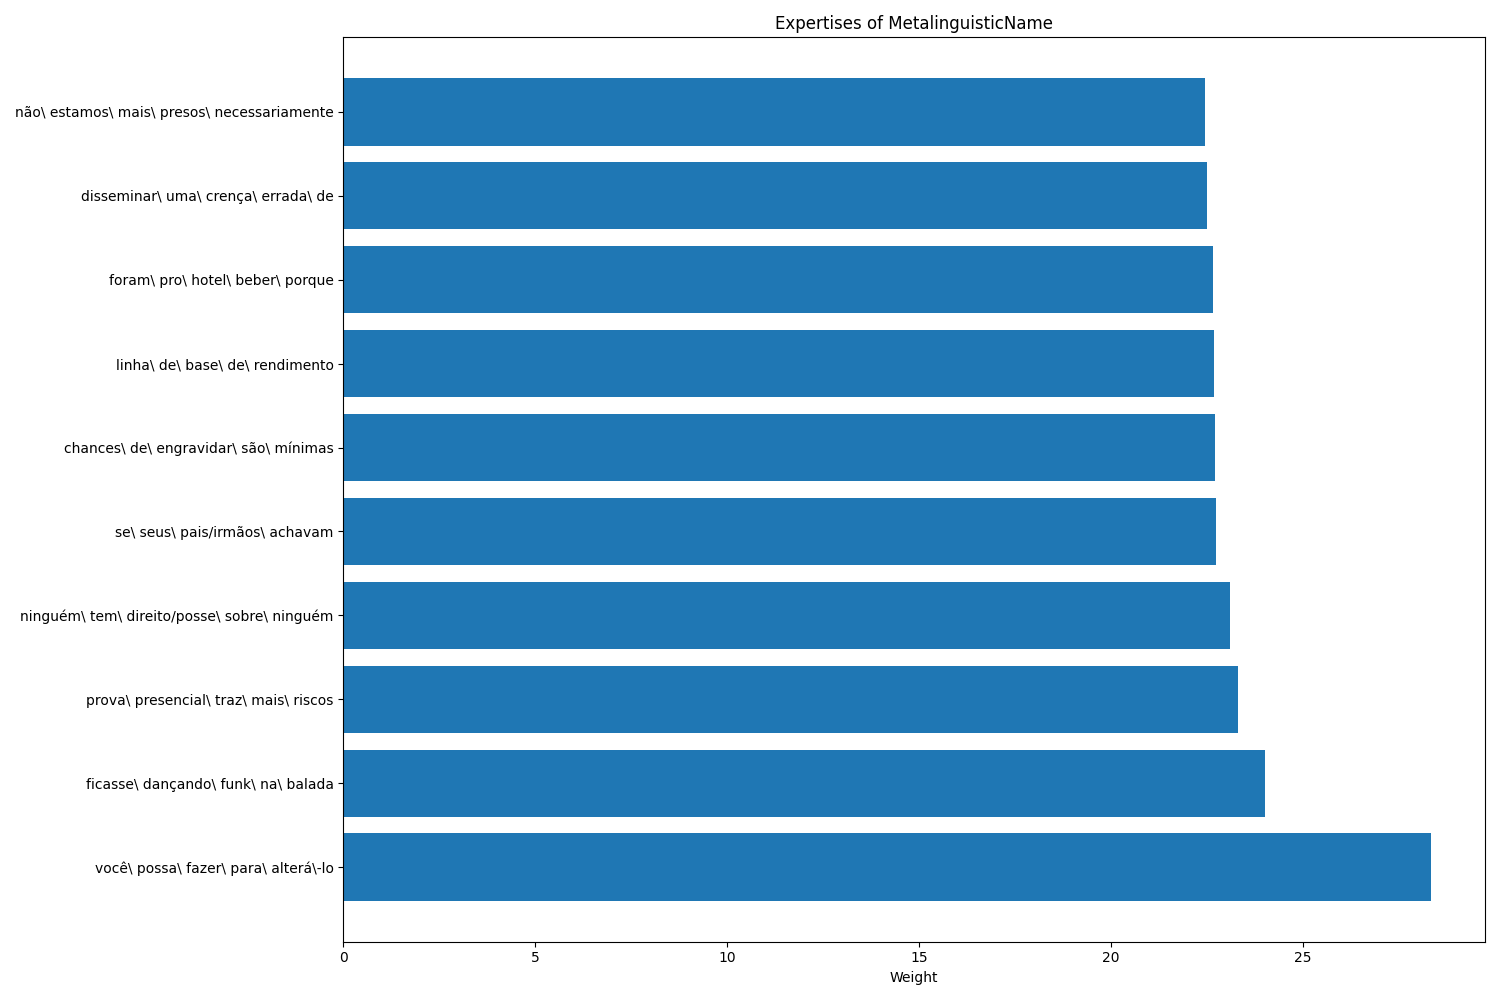 Expertises of MetalinguisticName
não\ estamos\ mais\ presos\ necessariamente
disseminar\ uma\ crença\ errada\ de
foram\ pro\ hotel\ beber\ porque
linha\ de\ base\ de\ rendimento
chances\ de\ engravidar\ são\ mínimas
se\ seus\ pais/irmãos\ achavam
ninguém\ tem\ direito/posse\ sobre\ ninguém
prova\ presencial\ traz\ mais\ riscos
ficasse\ dançando\ funk\ na\ balada
você\ possa\ fazer\ para\ alterá\-lo
0 5 10 15 20 25
Weight